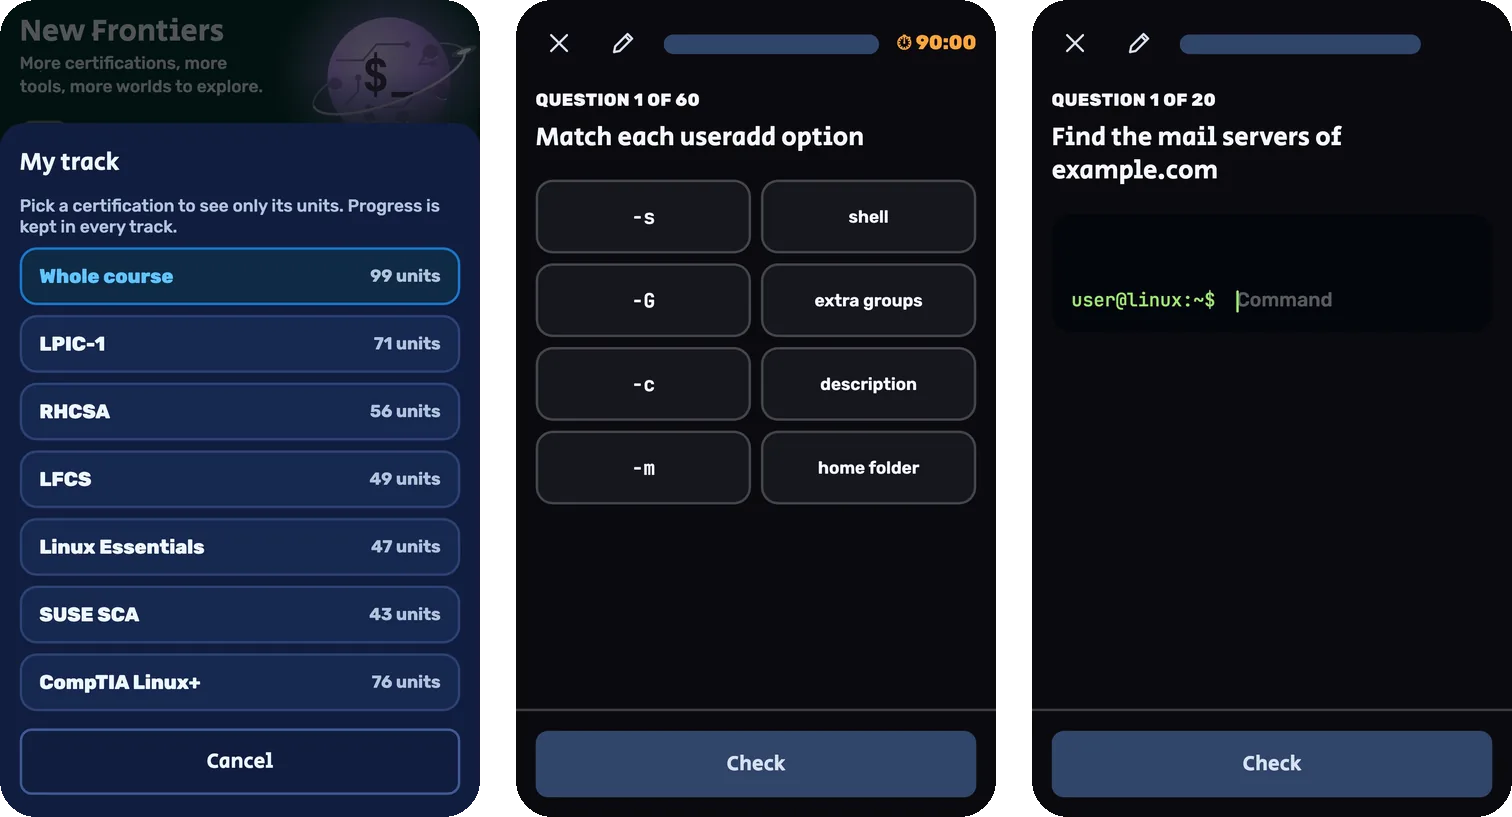 New Frontiers
More certifications, more
tools, more worlds to explore.
$_
My track
Pick a certification to see only its units. Progress is
kept in every track.
Whole course 99 units
LPIC-1 71 units
RHCSA 56 units
LFCS 49 units
Linux Essentials 47 units
SUSE SCA 43 units
CompTIA Linux+ 76 units
Cancel
90:00
QUESTION 1 OF 60
Match each useradd option
-s shell
-G extra groups
-c description
-m home folder
Check
QUESTION 1 OF 20
Find the mail servers of
example.com
user@linux:~$ Command
Check